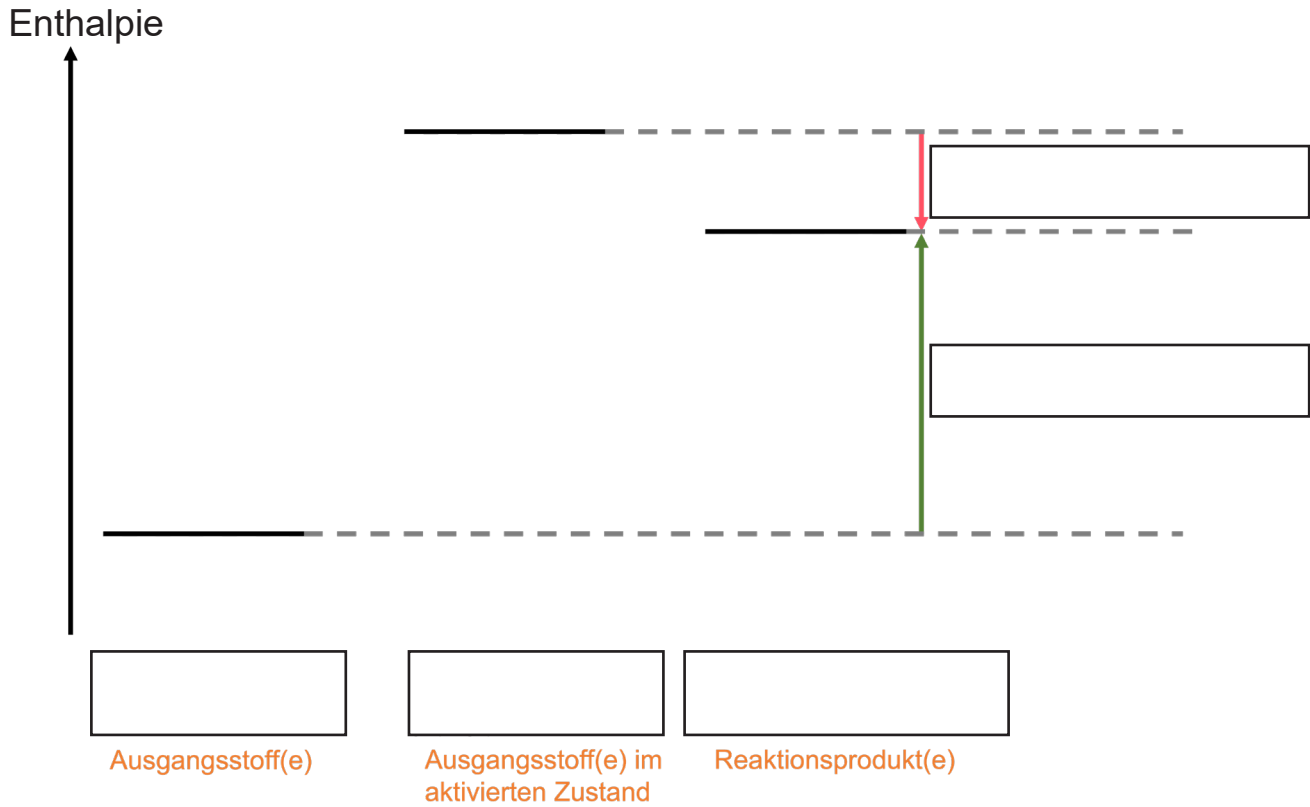 Enthalpie
Ausgangsstoff(e)
Ausgangsstoff(e) im
aktivierten Zustand
Reaktionsprodukt(e)